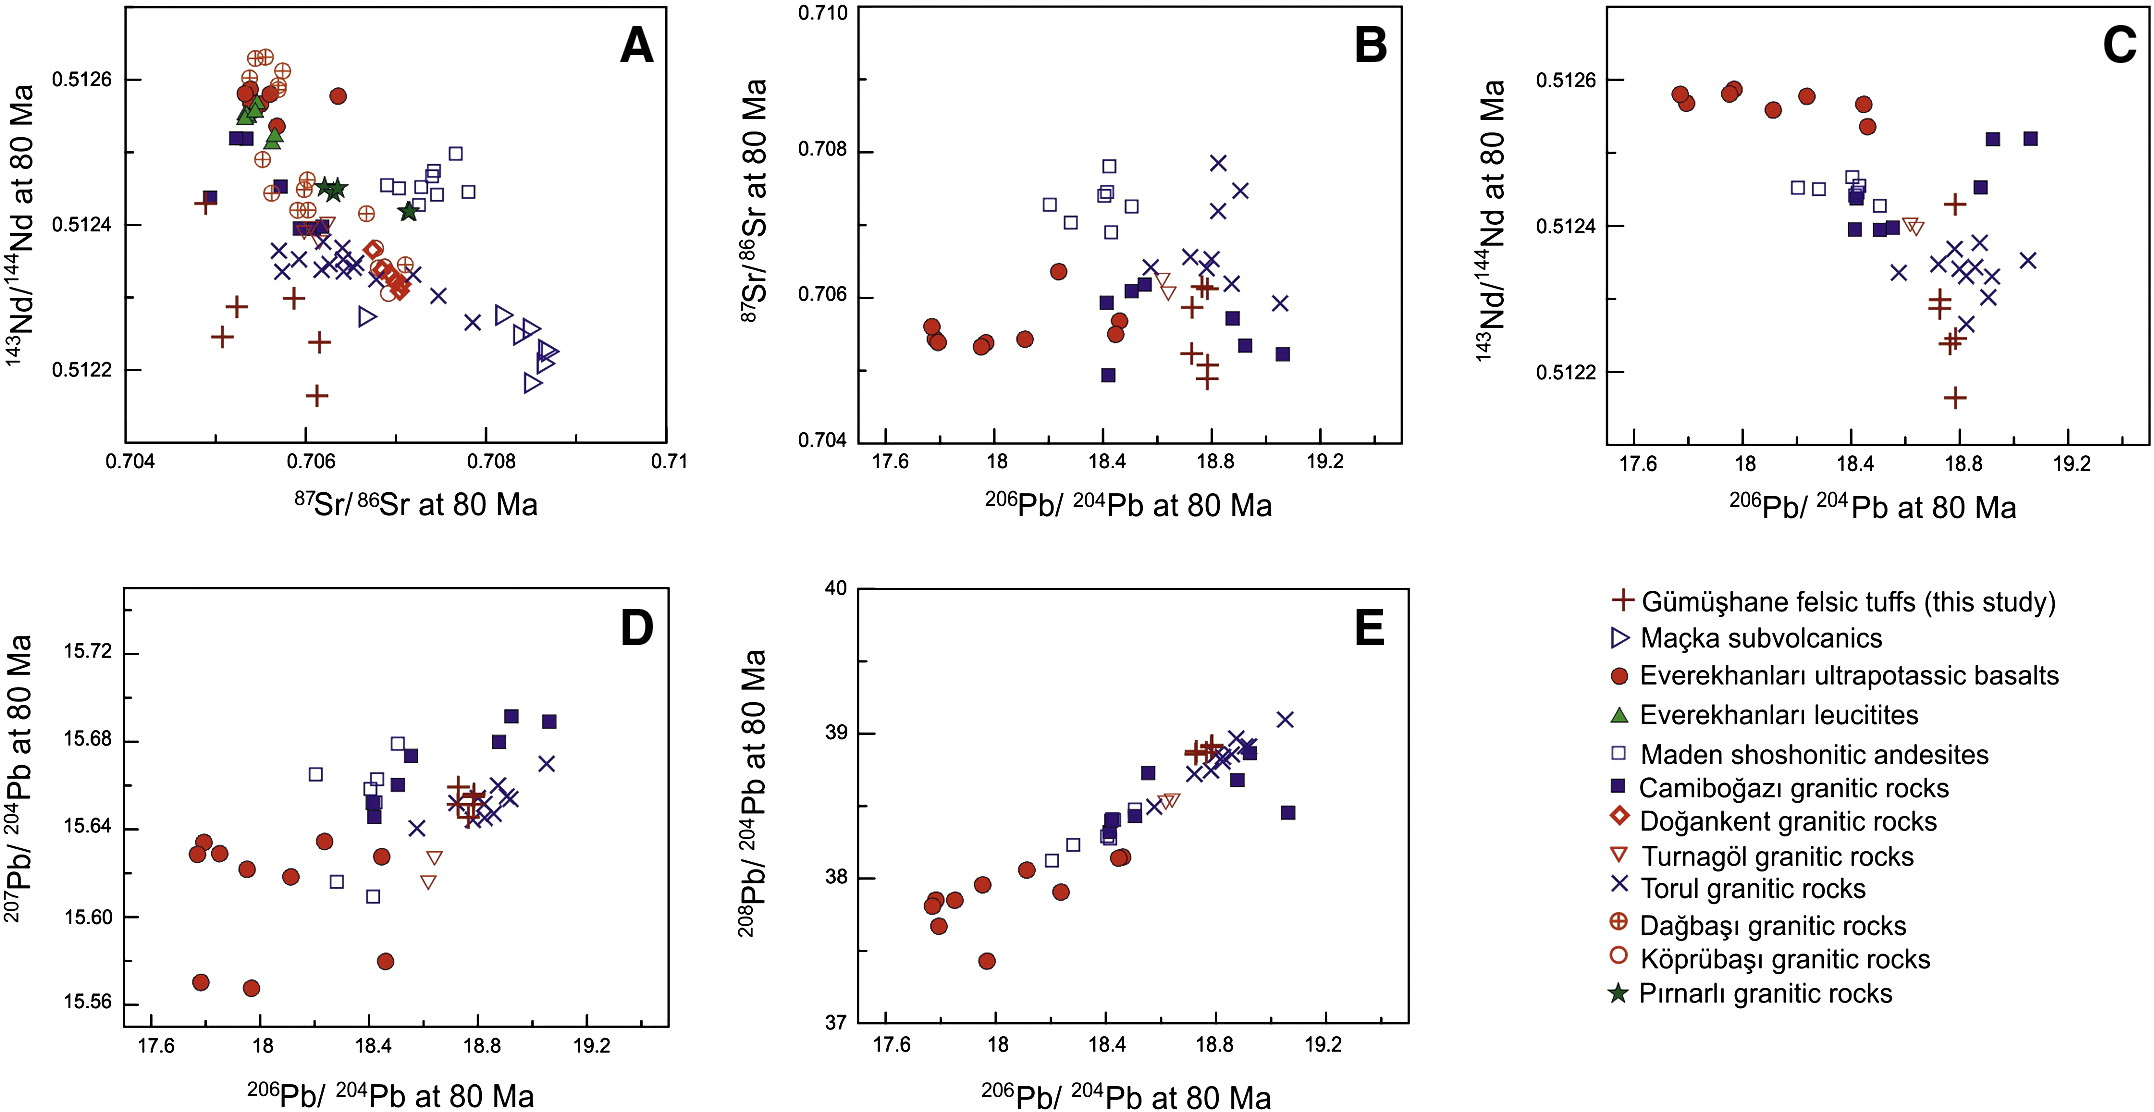 A
0.5126
0.5124
0.5122
¹⁴³Nd/¹⁴⁴Nd at 80 Ma
0.704
0.706
0.708
0.71
⁸⁷Sr/ ⁸⁶Sr at 80 Ma
B
0.710
0.708
0.706
0.704
⁸⁷Sr/⁸⁶Sr at 80 Ma
17.6
18
18.4
18.8
19.2
²⁰⁶Pb/ ²⁰⁴Pb at 80 Ma
C
0.5126
0.5124
0.5122
¹⁴³Nd/¹⁴⁴Nd at 80 Ma
17.6
18
18.4
18.8
19.2
²⁰⁶Pb/ ²⁰⁴Pb at 80 Ma
D
15.72
15.68
15.64
15.60
15.56
²⁰⁷Pb/ ²⁰⁴Pb at 80 Ma
17.6
18
18.4
18.8
19.2
²⁰⁶Pb/ ²⁰⁴Pb at 80 Ma
E
40
39
38
37
²⁰⁸Pb/ ²⁰⁴Pb at 80 Ma
17.6
18
18.4
18.8
19.2
²⁰⁶Pb/ ²⁰⁴Pb at 80 Ma
Gümüşhane felsic tuffs (this study)
Maçka subvolcanics
Everekhanları ultrapotassic basalts
Everekhanları leucitites
Maden shoshonitic andesites
Camiboğazı granitic rocks
Doğankent granitic rocks
Turnagöl granitic rocks
Torul granitic rocks
Dağbaşı granitic rocks
Köprübaşı granitic rocks
Pırnarlı granitic rocks